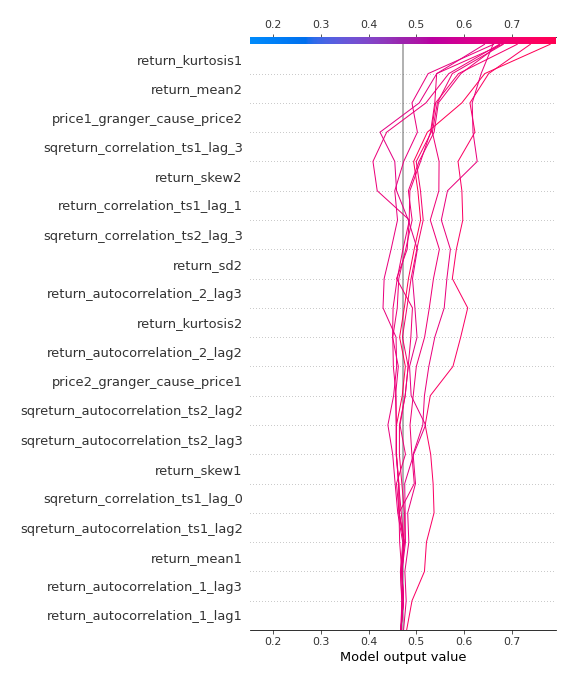 0.2 0.3 0.4 0.5 0.6 0.7
return_kurtosis1
return_mean2
price1_granger_cause_price2
sqreturn_correlation_ts1_lag_3
return_skew2
return_correlation_ts1_lag_1
sqreturn_correlation_ts2_lag_3
return_sd2
return_autocorrelation_2_lag3
return_kurtosis2
return_autocorrelation_2_lag2
price2_granger_cause_price1
sqreturn_autocorrelation_ts2_lag2
sqreturn_autocorrelation_ts2_lag3
return_skew1
sqreturn_correlation_ts1_lag_0
sqreturn_autocorrelation_ts1_lag2
return_mean1
return_autocorrelation_1_lag3
return_autocorrelation_1_lag1
0.2 0.3 0.4 0.5 0.6 0.7
Model output value